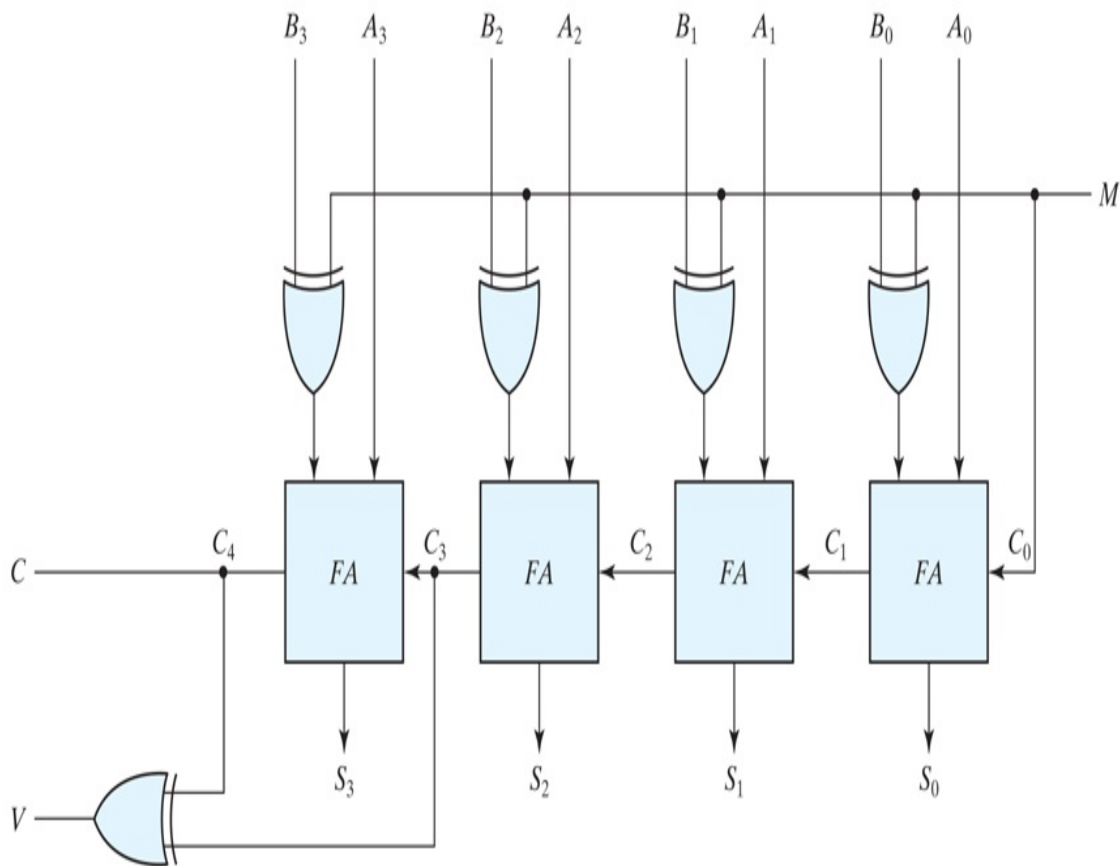 B₃ A₃ B₂ A₂ B₁ A₁ B₀ A₀
M
C₄ C₃ C₂ C₁ C₀
C FA FA FA FA
S₃ S₂ S₁ S₀
V